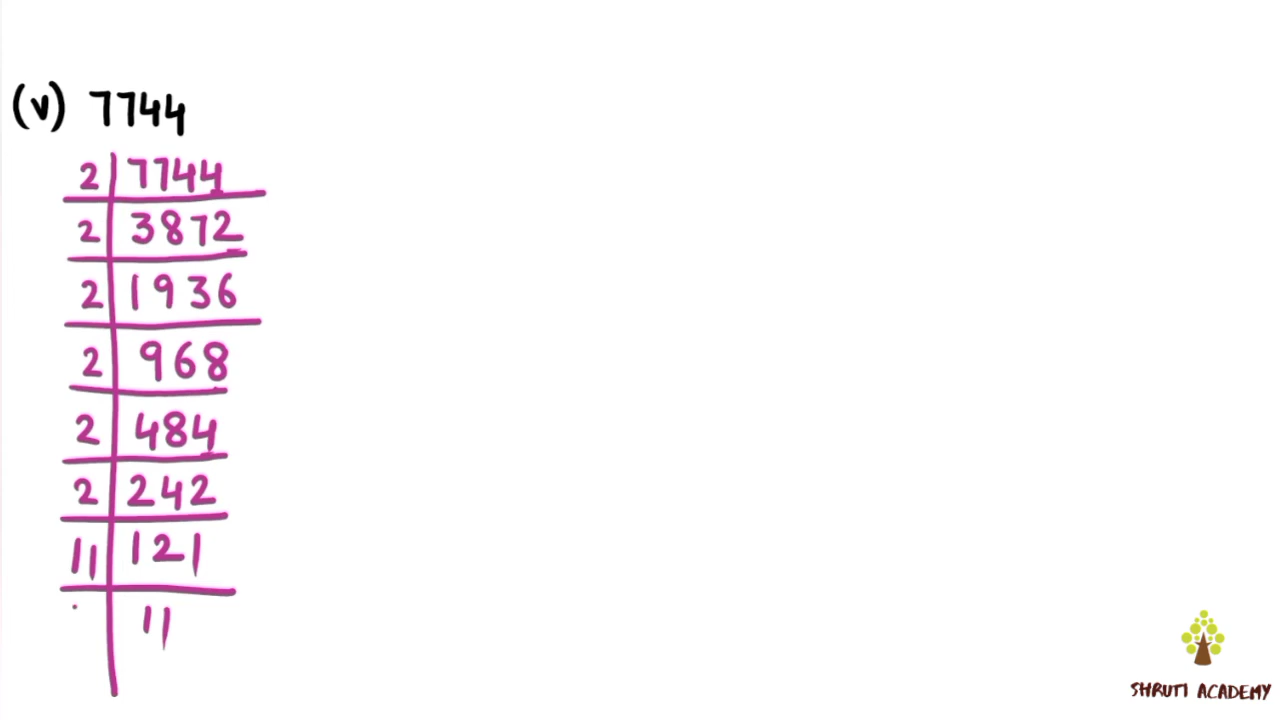 (v) 7744
2 | 7744
2 | 3872
2 | 1936
2 | 968
2 | 484
2 | 242
11 | 121
11
SHRUTI ACADEMY